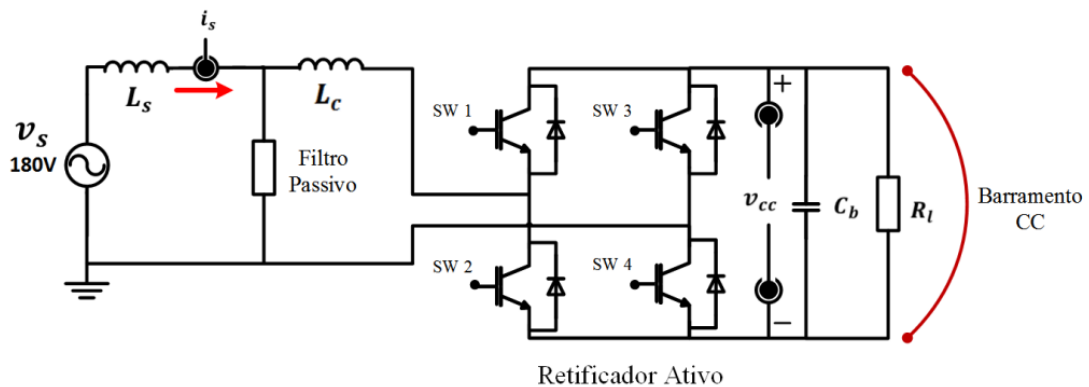 i_s
L_s
L_c
v_s
180V
Filtro
Passivo
SW 1
SW 3
SW 2
SW 4
+
v_cc
−
C_b
R_l
Barramento
CC
Retificador Ativo